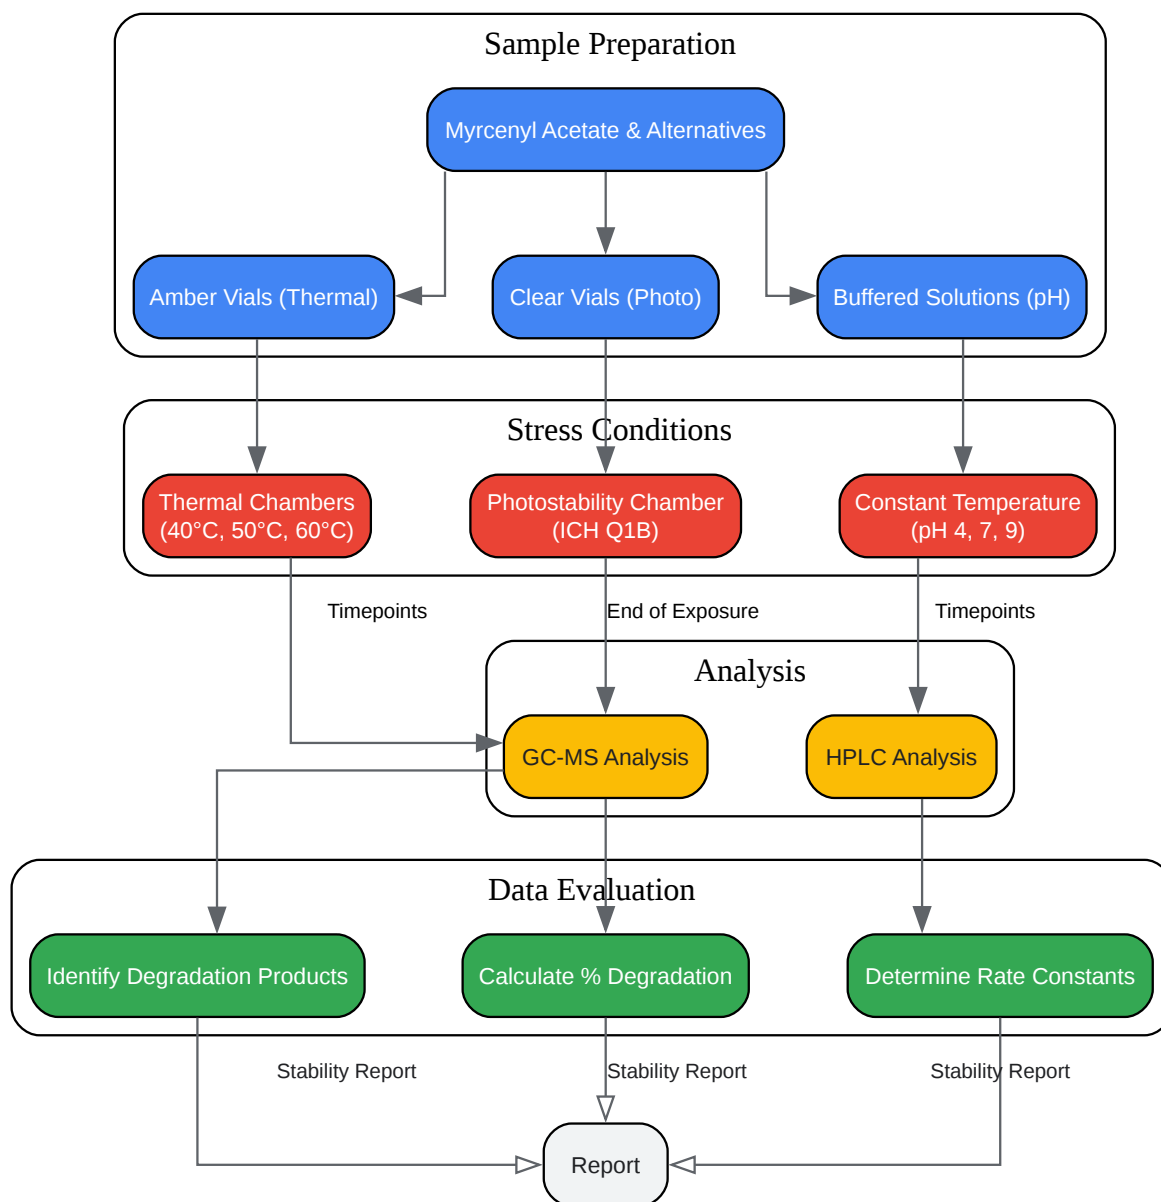 Sample Preparation
Myrcenyl Acetate & Alternatives
Amber Vials (Thermal)
Clear Vials (Photo)
Buffered Solutions (pH)
Stress Conditions
Thermal Chambers
(40°C, 50°C, 60°C)
Photostability Chamber
(ICH Q1B)
Constant Temperature
(pH 4, 7, 9)
Timepoints
End of Exposure
Timepoints
Analysis
GC-MS Analysis
HPLC Analysis
Data Evaluation
Identify Degradation Products
Calculate % Degradation
Determine Rate Constants
Stability Report
Stability Report
Stability Report
Report